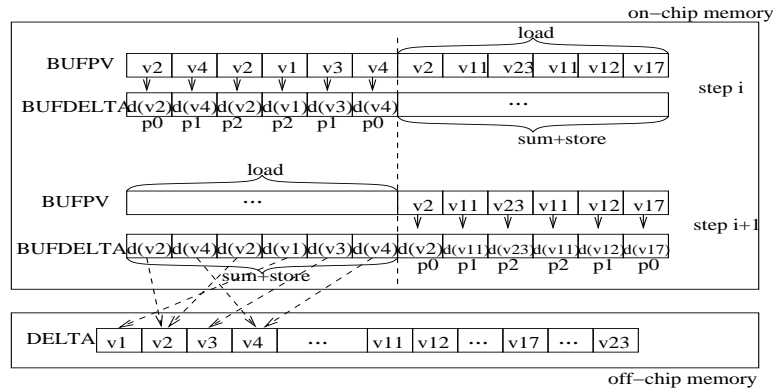 on-chip memory
load
BUFPV v2 v4 v2 v1 v3 v4 v2 v11 v23 v11 v12 v17
step i
BUFDELTA d(v2) d(v4) d(v2) d(v1) d(v3) d(v4) ...
p0 p1 p2 p2 p1 p0
sum+store
load
BUFPV ... v2 v11 v23 v11 v12 v17
step i+1
BUFDELTA d(v2) d(v4) d(v2) d(v1) d(v3) d(v4) d(v2) d(v11) d(v23) d(v11) d(v12) d(v17)
p0 p1 p2 p2 p1 p0
sum+store
DELTA v1 v2 v3 v4 ... v11 v12 ... v17 ... v23
off-chip memory